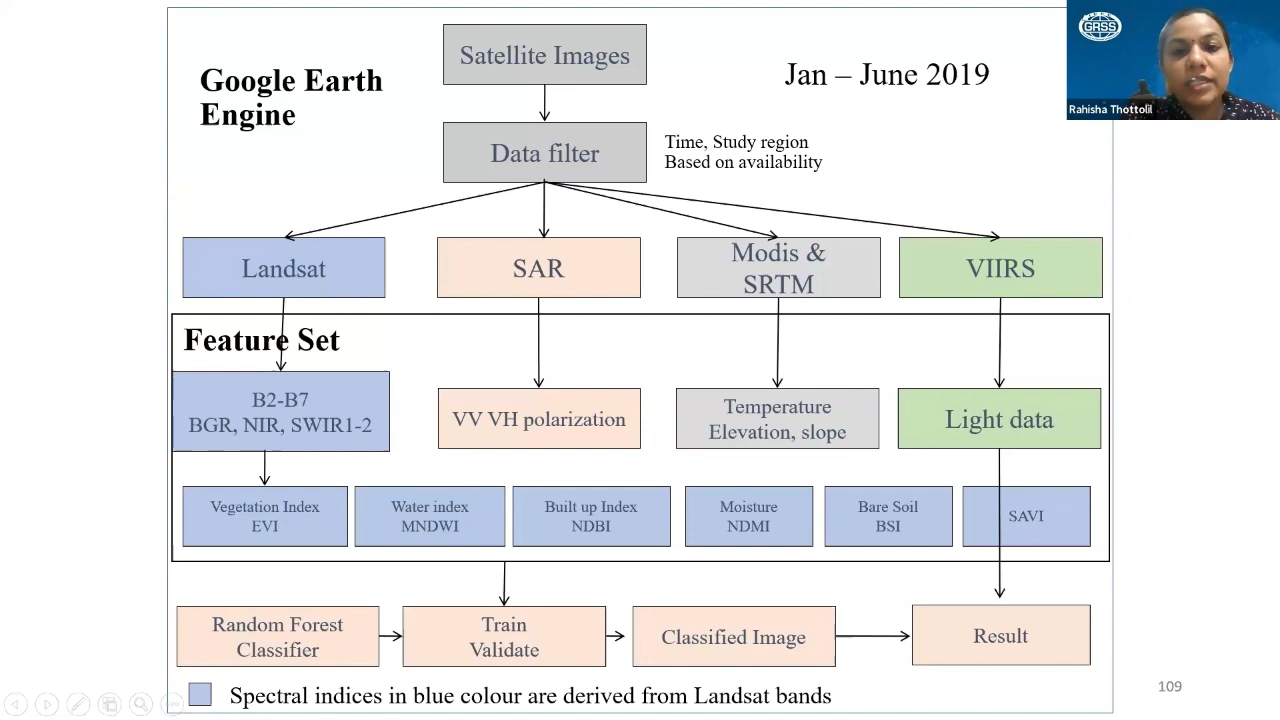 Google Earth
Engine
Satellite Images
Jan – June 2019
GRSS
Rahisha Thottolil
Data filter
Time, Study region
Based on availability
Landsat
SAR
Modis &
SRTM
VIIRS
Feature Set
B2-B7
BGR, NIR, SWIR1-2
VV VH polarization
Temperature
Elevation, slope
Light data
Vegetation Index
EVI
Water index
MNDWI
Built up Index
NDBI
Moisture
NDMI
Bare Soil
BSI
SAVI
Random Forest
Classifier
Train
Validate
Classified Image
Result
Spectral indices in blue colour are derived from Landsat bands
109